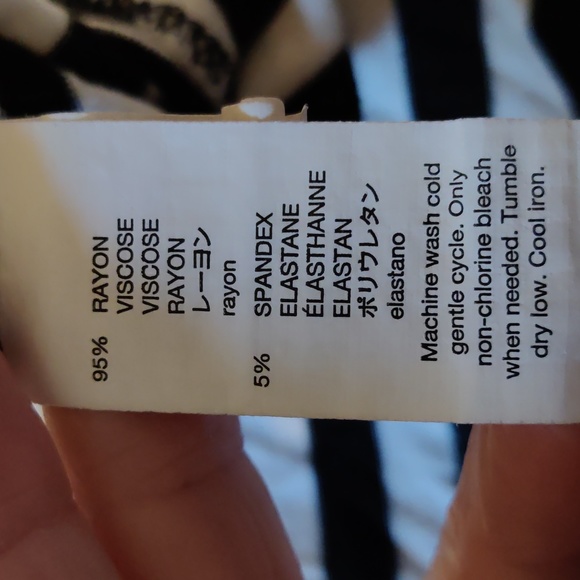 95% RAYON
VISCOSE
VISCOSE
RAYON
レーヨン
rayon
5% SPANDEX
ELASTANE
ÉLASTHANNE
ELASTAN
ポリウレタン
elastano
Machine wash cold
gentle cycle. Only
non-chlorine bleach
when needed. Tumble
dry low. Cool iron.